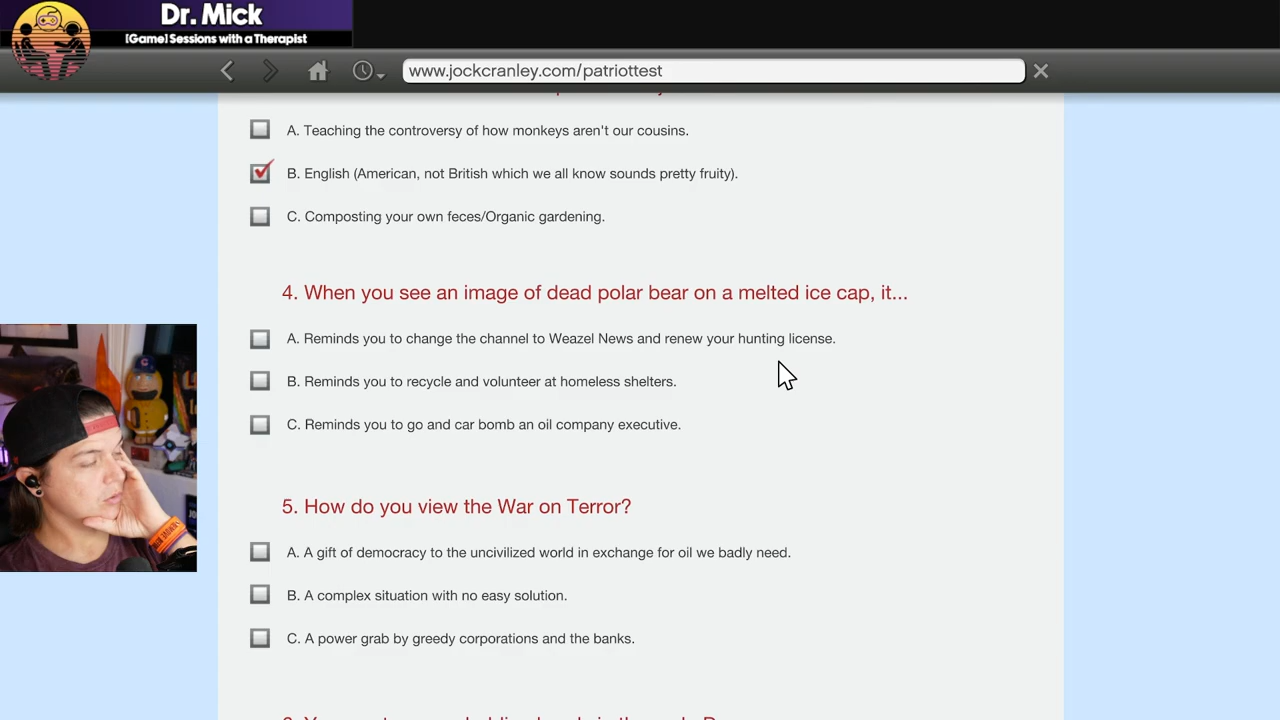 Dr. Mick
[Game] Sessions with a Therapist
www.jockcranley.com/patriottest
A. Teaching the controversy of how monkeys aren't our cousins.
B. English (American, not British which we all know sounds pretty fruity).
C. Composting your own feces/Organic gardening.
4. When you see an image of dead polar bear on a melted ice cap, it...
A. Reminds you to change the channel to Weazel News and renew your hunting license.
B. Reminds you to recycle and volunteer at homeless shelters.
C. Reminds you to go and car bomb an oil company executive.
5. How do you view the War on Terror?
A. A gift of democracy to the uncivilized world in exchange for oil we badly need.
B. A complex situation with no easy solution.
C. A power grab by greedy corporations and the banks.